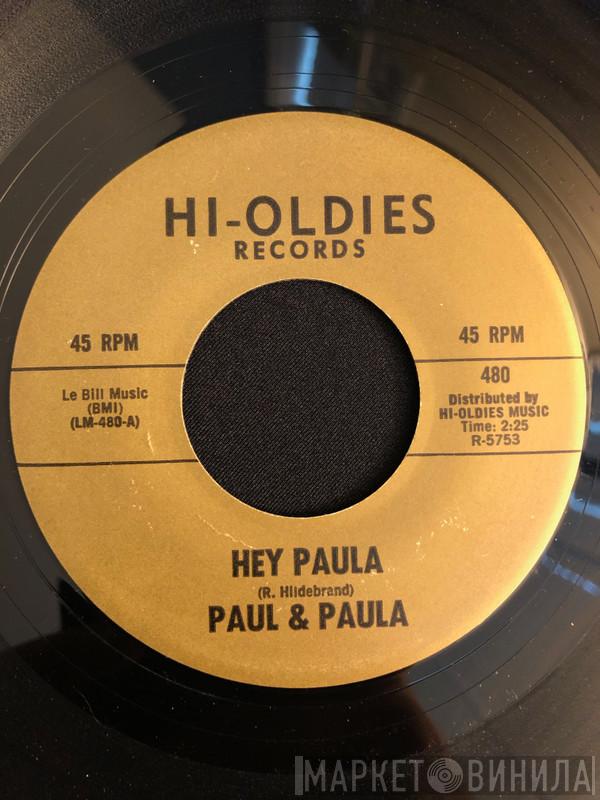 HI-OLDIES
RECORDS
45 RPM
45 RPM
Le Bill Music
(BMI)
(LM-480-A)
480
Distributed by
HI-OLDIES MUSIC
Time: 2:25
R-5753
HEY PAULA
(R. Hildebrand)
PAUL & PAULA
МАРКЕТ ВИНИЛА